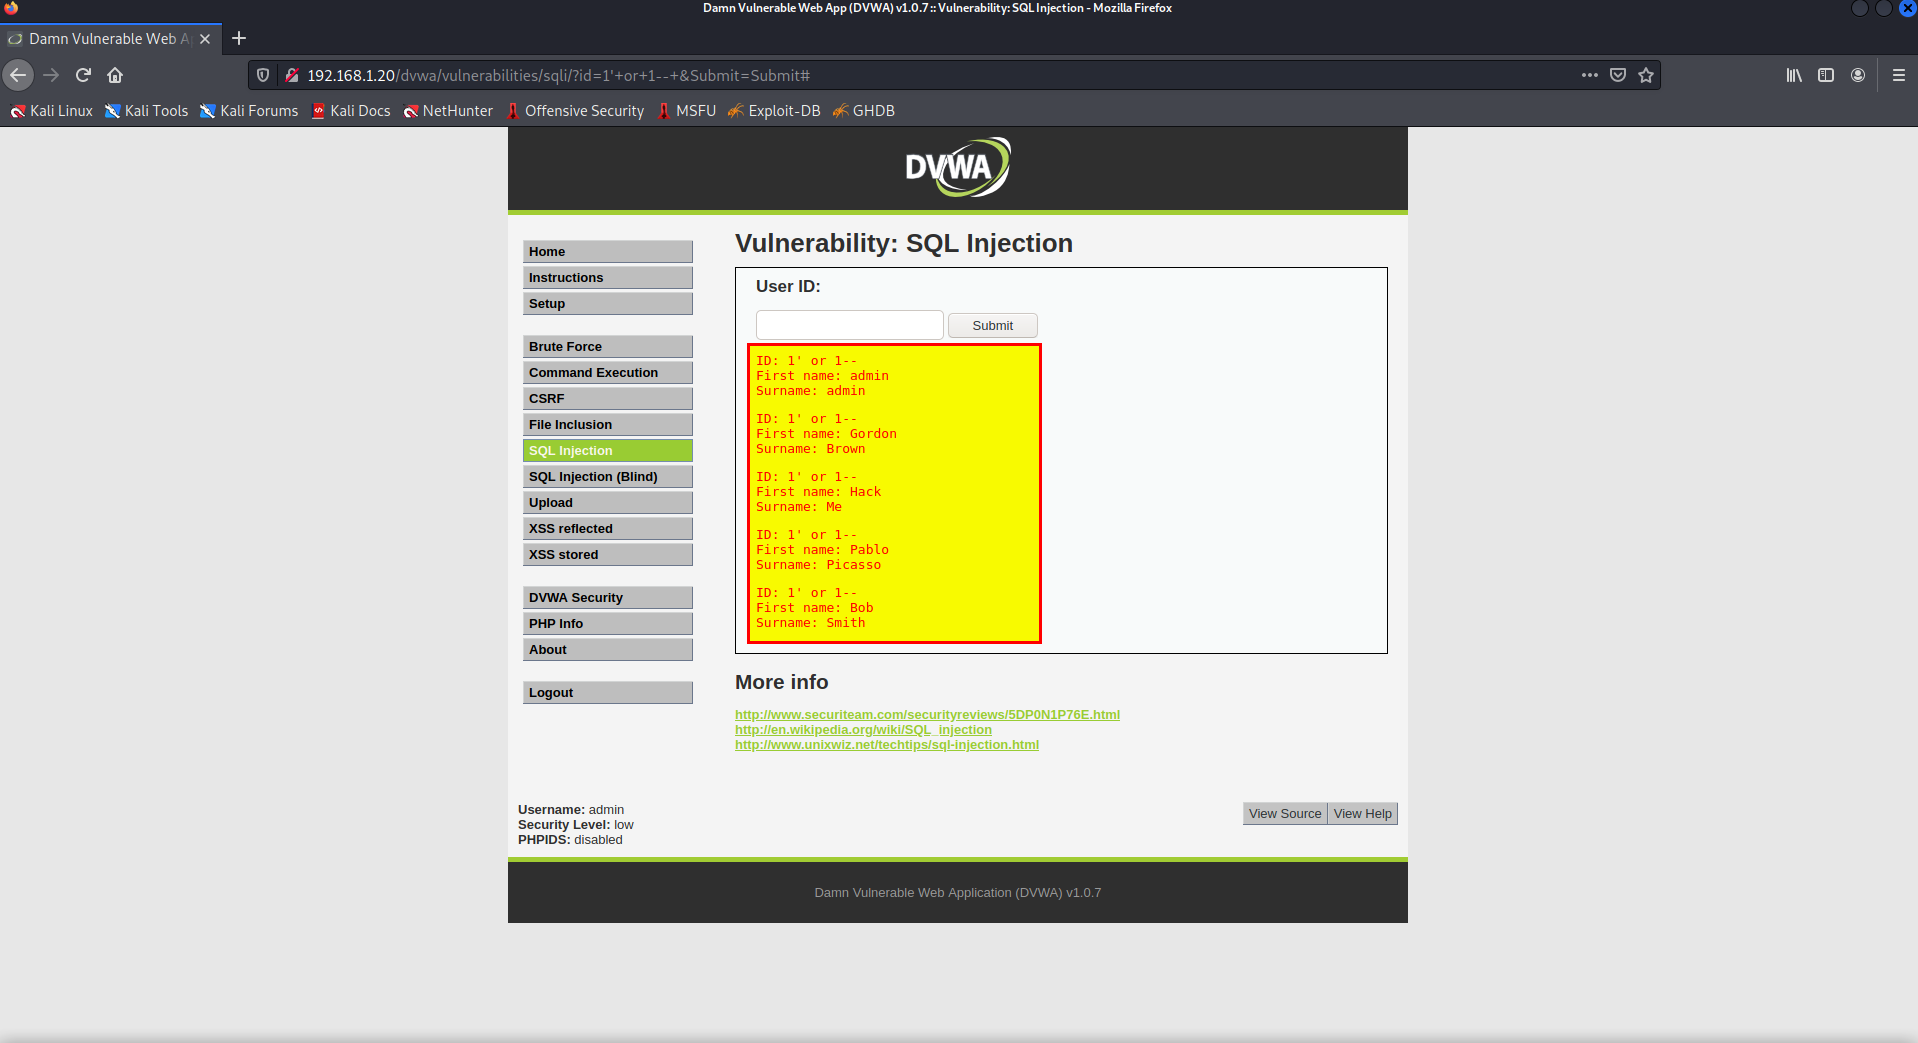 Damn Vulnerable Web App (DVWA) v1.0.7 :: Vulnerability: SQL Injection - Mozilla Firefox
Damn Vulnerable Web A
192.168.1.20/dvwa/vulnerabilities/sqli/?id=1'+or+1--+&Submit=Submit#
Kali Linux Kali Tools Kali Forums Kali Docs NetHunter Offensive Security MSFU Exploit-DB GHDB
DVWA
Home
Instructions
Setup
Brute Force
Command Execution
CSRF
File Inclusion
SQL Injection
SQL Injection (Blind)
Upload
XSS reflected
XSS stored
DVWA Security
PHP Info
About
Logout
Vulnerability: SQL Injection
User ID:
Submit
ID: 1' or 1--
First name: admin
Surname: admin
ID: 1' or 1--
First name: Gordon
Surname: Brown
ID: 1' or 1--
First name: Hack
Surname: Me
ID: 1' or 1--
First name: Pablo
Surname: Picasso
ID: 1' or 1--
First name: Bob
Surname: Smith
More info
http://www.securiteam.com/securityreviews/5DP0N1P76E.html
http://en.wikipedia.org/wiki/SQL_injection
http://www.unixwiz.net/techtips/sql-injection.html
Username: admin
Security Level: low
PHPIDS: disabled
View Source View Help
Damn Vulnerable Web Application (DVWA) v1.0.7